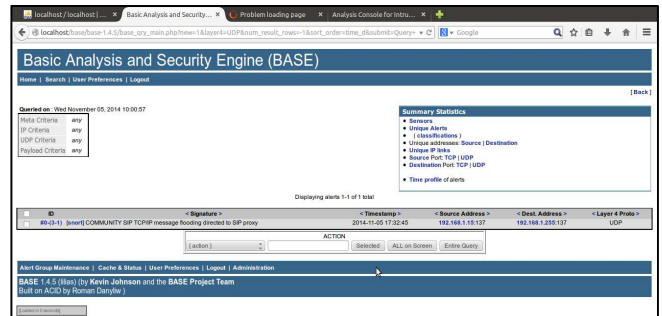 localhost / localhost | ...
Basic Analysis and Security...
Problem loading page
Analysis Console for Intru...
localhost/base/base-1.4.5/base_qry_main.php?new=1&layer4=UDP&num_result_rows=-1&sort_order=time_d&submit=Query+
Google
Basic Analysis and Security Engine (BASE)
Home | Search | User Preferences | Logout
[ Back ]
Queried on : Wed November 05, 2014 10:00:57
Meta Criteria any
IP Criteria any
UDP Criteria any
Payload Criteria any
Summary Statistics
Sensors
Unique Alerts
( classifications )
Unique addresses: Source | Destination
Unique IP links
Source Port: TCP | UDP
Destination Port: TCP | UDP
Time profile of alerts
Displaying alerts 1-1 of 1 total
ID < Signature > < Timestamp > < Source Address > < Dest. Address > < Layer 4 Proto >
#0-(3-1) [snort] COMMUNITY SIP TCP/IP message flooding directed to SIP proxy 2014-11-05 17:32:45 192.168.1.15:137 192.168.1.255:137 UDP
ACTION
{ action } Selected ALL on Screen Entire Query
Alert Group Maintenance | Cache & Status | User Preferences | Logout | Administration
BASE 1.4.5 (lilias) (by Kevin Johnson and the BASE Project Team
Built on ACID by Roman Danyliw )
[Loaded in 0 seconds]